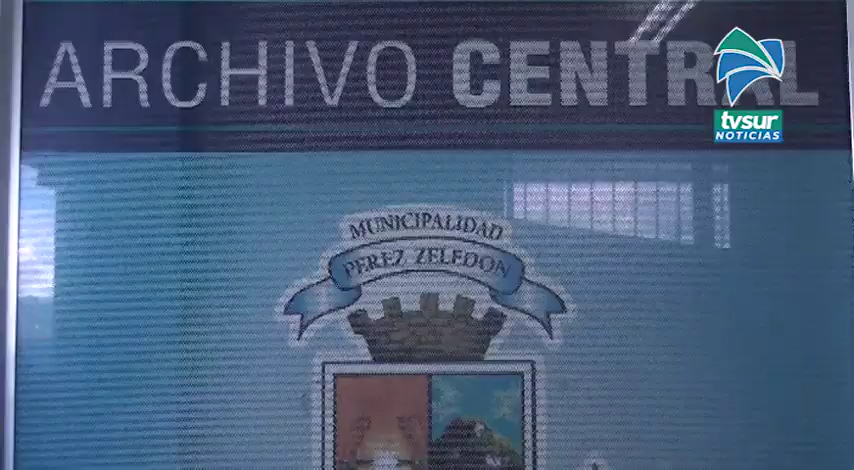 ARCHIVO CENTRAL
tvsur
NOTICIAS
MUNICIPALIDAD
PEREZ ZELEDON